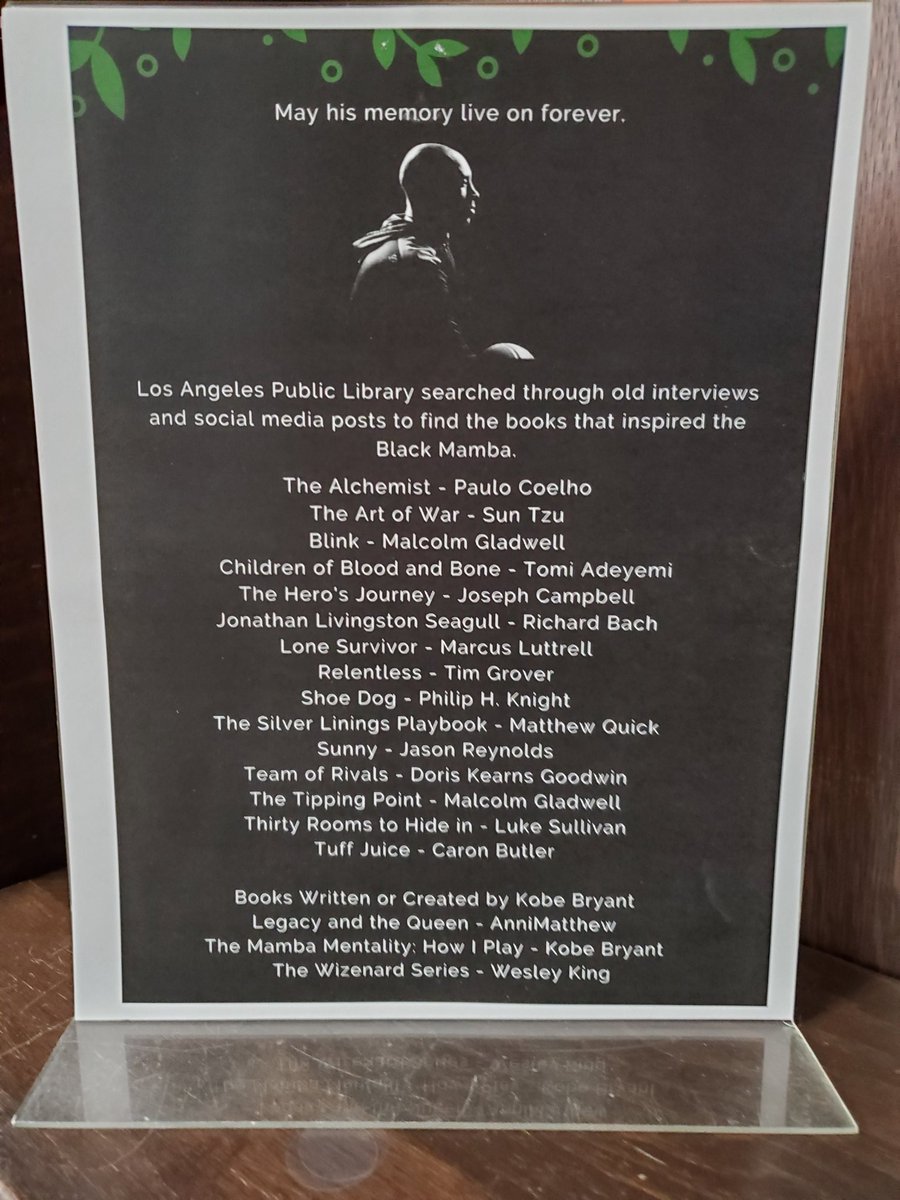 May his memory live on forever.
Los Angeles Public Library searched through old interviews
and social media posts to find the books that inspired the
Black Mamba.
The Alchemist - Paulo Coelho
The Art of War - Sun Tzu
Blink - Malcolm Gladwell
Children of Blood and Bone - Tomi Adeyemi
The Hero's Journey - Joseph Campbell
Jonathan Livingston Seagull - Richard Bach
Lone Survivor - Marcus Luttrell
Relentless - Tim Grover
Shoe Dog - Philip H. Knight
The Silver Linings Playbook - Matthew Quick
Sunny - Jason Reynolds
Team of Rivals - Doris Kearns Goodwin
The Tipping Point - Malcolm Gladwell
Thirty Rooms to Hide in - Luke Sullivan
Tuff Juice - Caron Butler
Books Written or Created by Kobe Bryant
Legacy and the Queen - AnniMatthew
The Mamba Mentality: How I Play - Kobe Bryant
The Wizenard Series - Wesley King